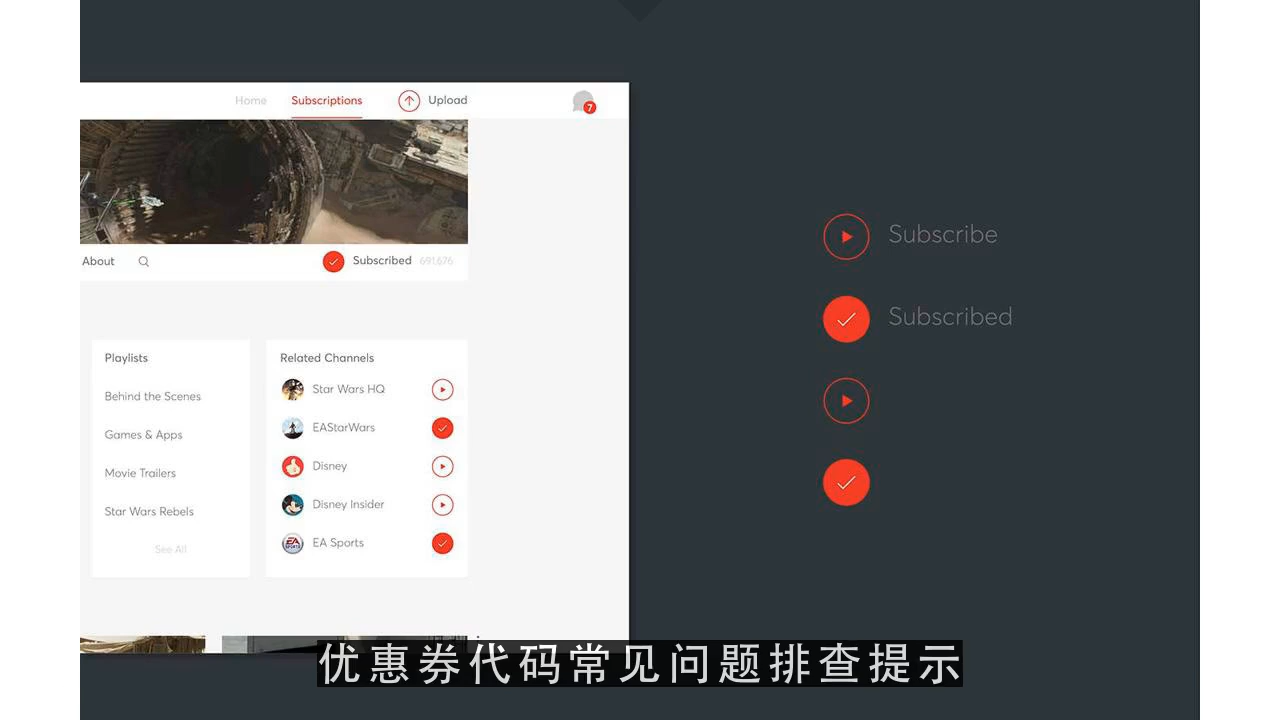 Home
Subscriptions
Upload
7
About
Subscribed 691,676
Playlists
Behind the Scenes
Games & Apps
Movie Trailers
Star Wars Rebels
See All
Related Channels
Star Wars HQ
EAStarWars
Disney
Disney Insider
EA SPORTS
EA Sports
Subscribe
Subscribed
优惠券代码常见问题排查提示